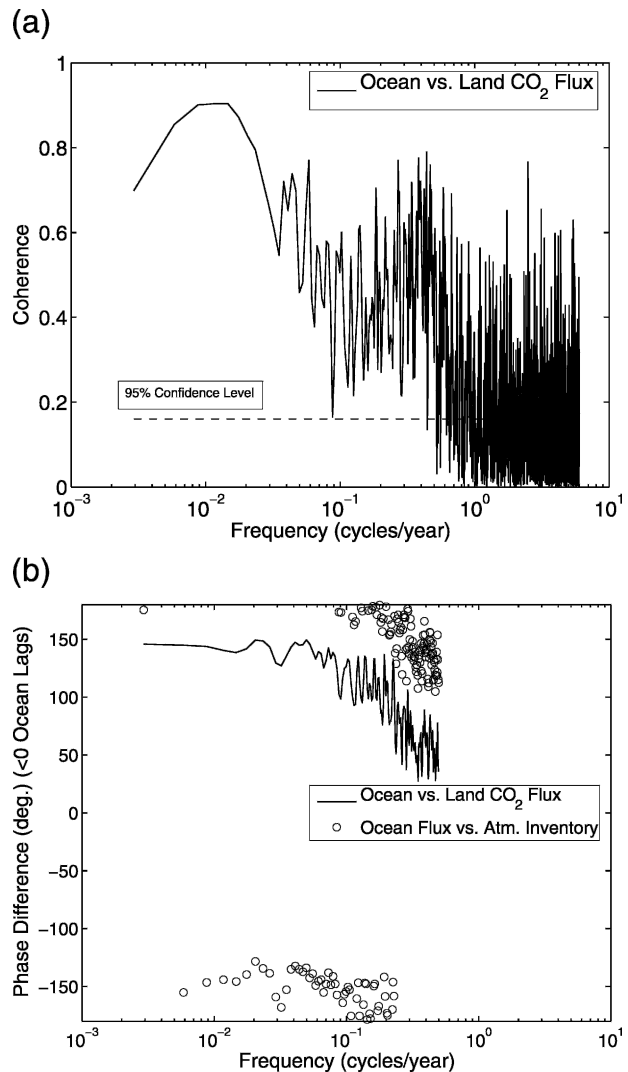 (a)
1
0.8
0.6
0.4
0.2
0
Coherence
Ocean vs. Land CO2 Flux
95% Confidence Level
10^-3
10^-2
10^-1
10^0
10^1
Frequency (cycles/year)
(b)
150
100
50
0
−50
−100
−150
Phase Difference (deg.) (<0 Ocean Lags)
Ocean vs. Land CO2 Flux
Ocean Flux vs. Atm. Inventory
10^-3
10^-2
10^-1
10^0
10^1
Frequency (cycles/year)